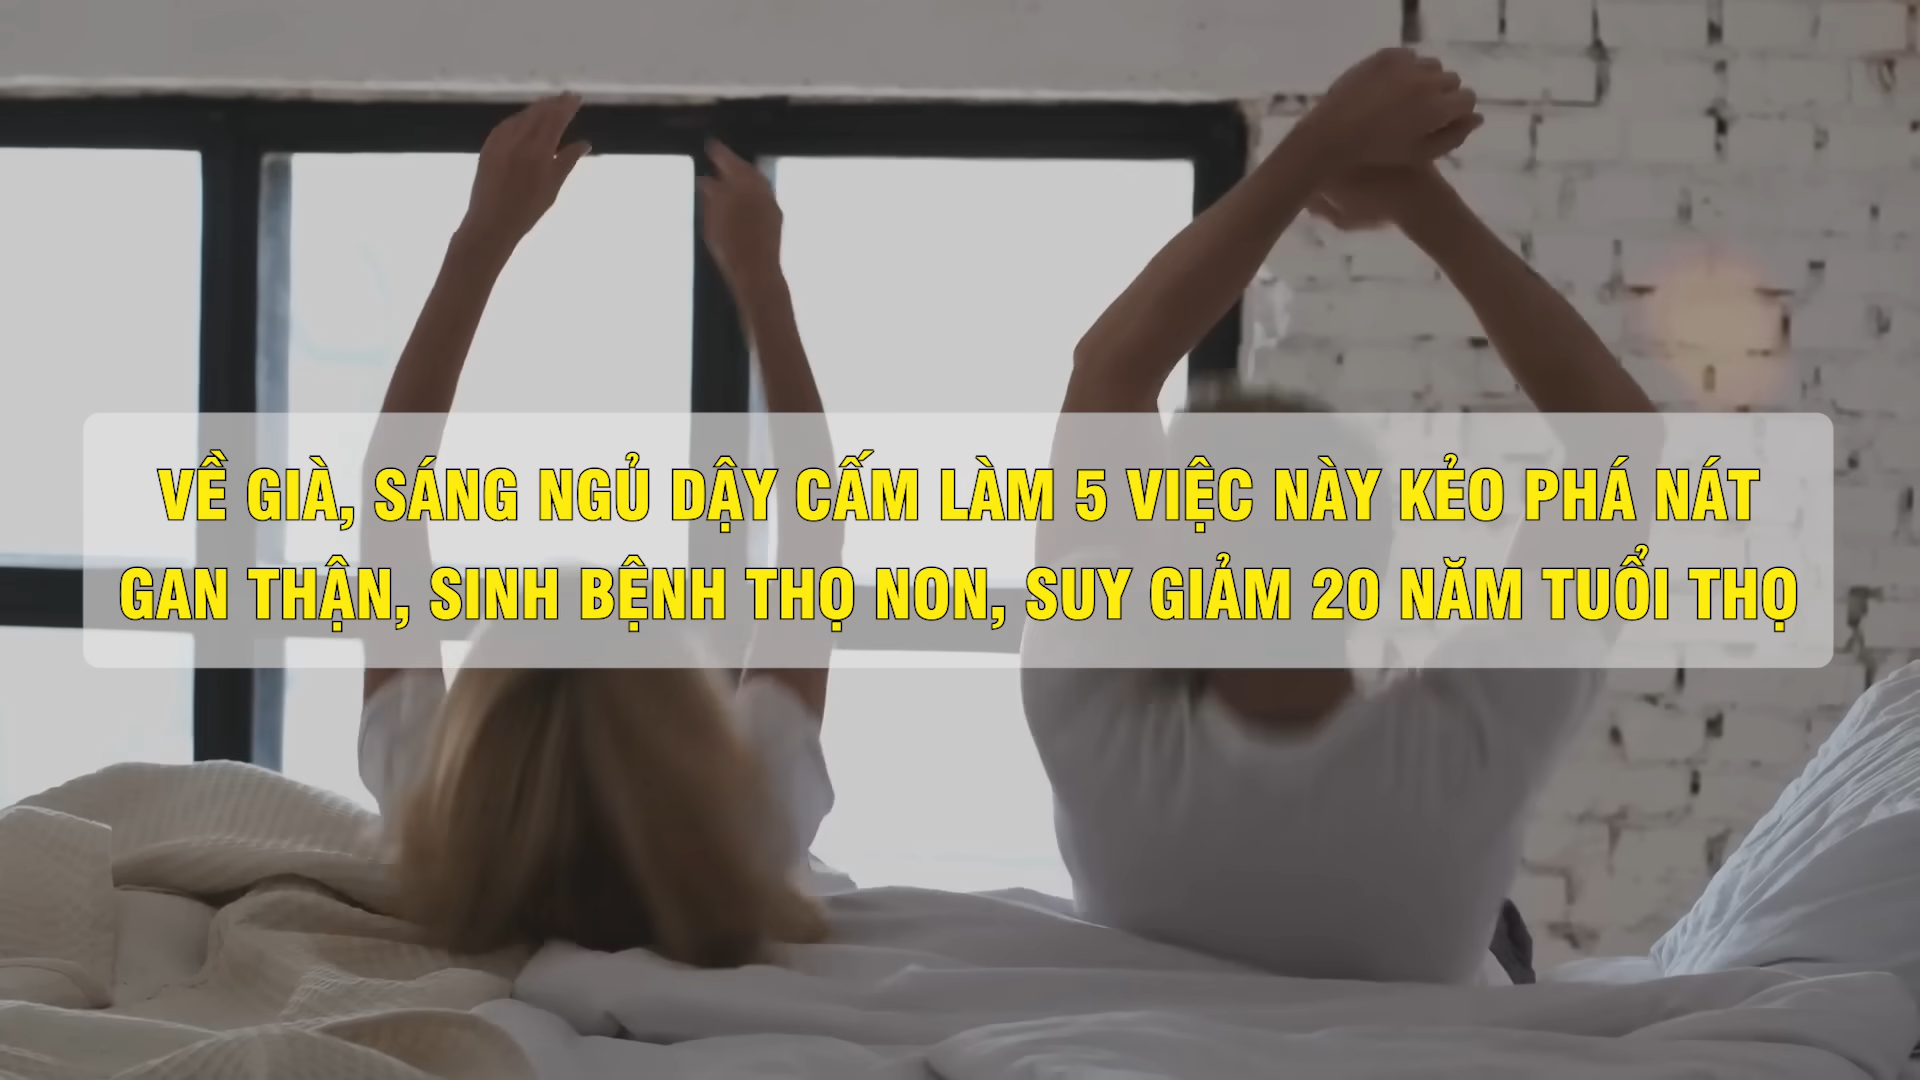 VỀ GIÀ, SÁNG NGỦ DẬY CẤM LÀM 5 VIỆC NÀY KẺO PHÁ NÁT
GAN THẬN, SINH BỆNH THỌ NON, SUY GIẢM 20 NĂM TUỔI THỌ